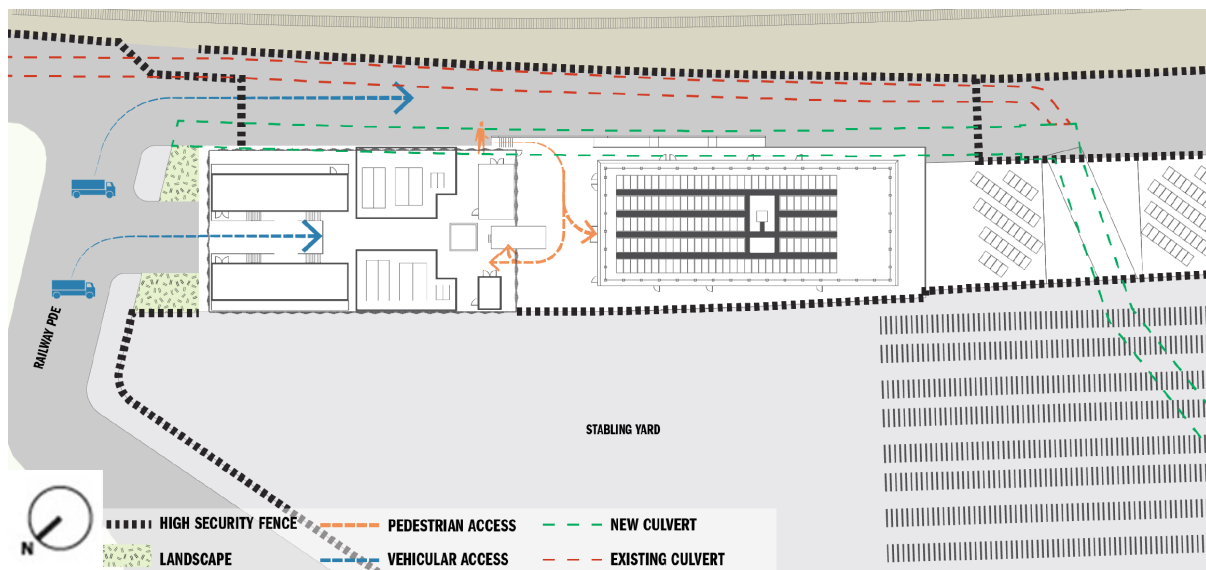 RAILWAY PDE
STABLING YARD
N
HIGH SECURITY FENCE
PEDESTRIAN ACCESS
NEW CULVERT
LANDSCAPE
VEHICULAR ACCESS
EXISTING CULVERT